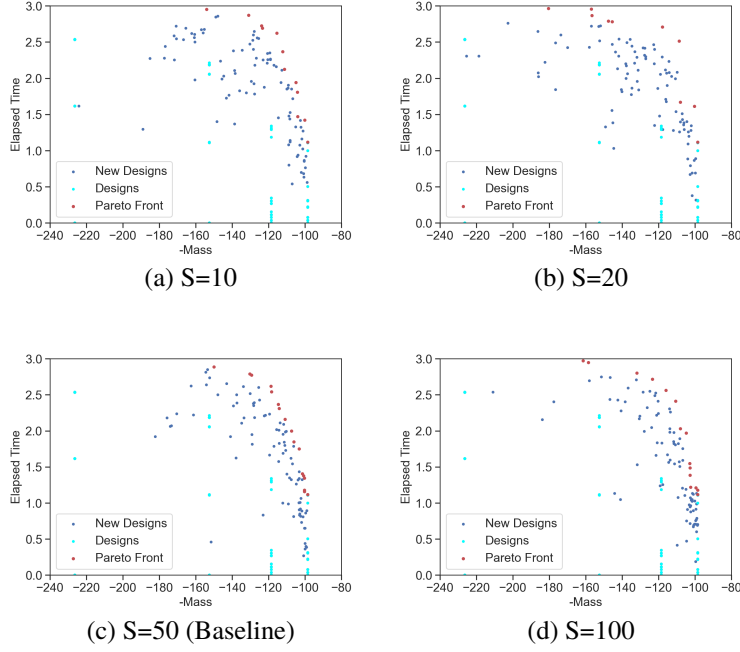 3.0
2.5
2.0
1.5
1.0
0.5
0.0
Elapsed Time
New Designs
Designs
Pareto Front
−240 −220 −200 −180 −160 −140 −120 −100 −80
-Mass
(a) S=10
3.0
2.5
2.0
1.5
1.0
0.5
0.0
Elapsed Time
New Designs
Designs
Pareto Front
−240 −220 −200 −180 −160 −140 −120 −100 −80
-Mass
(b) S=20
3.0
2.5
2.0
1.5
1.0
0.5
0.0
Elapsed Time
New Designs
Designs
Pareto Front
−240 −220 −200 −180 −160 −140 −120 −100 −80
-Mass
(c) S=50 (Baseline)
3.0
2.5
2.0
1.5
1.0
0.5
0.0
Elapsed Time
New Designs
Designs
Pareto Front
−240 −220 −200 −180 −160 −140 −120 −100 −80
-Mass
(d) S=100